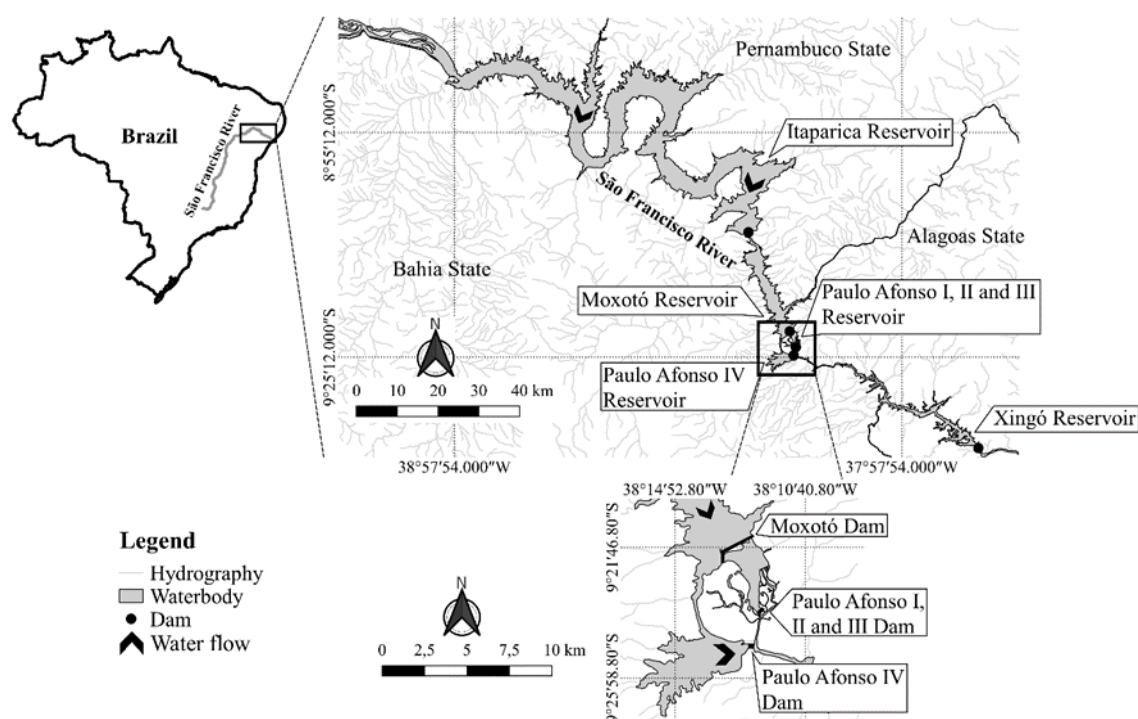 Brazil
São Francisco River
Pernambuco State
Itaparica Reservoir
São Francisco River
Alagoas State
Bahia State
Moxotó Reservoir
Paulo Afonso I, II and III
Reservoir
Paulo Afonso IV
Reservoir
Xingó Reservoir
8°55'12.000"S
9°25'12.000"S
N
0 10 20 30 40 km
38°57'54.000"W
37°57'54.000"W
38°14'52.80"W
38°10'40.80"W
9°21'46.80"S
9°25'58.80"S
Moxotó Dam
Paulo Afonso I,
II and III Dam
Paulo Afonso IV
Dam
Legend
Hydrography
Waterbody
Dam
Water flow
N
0 2,5 5 7,5 10 km